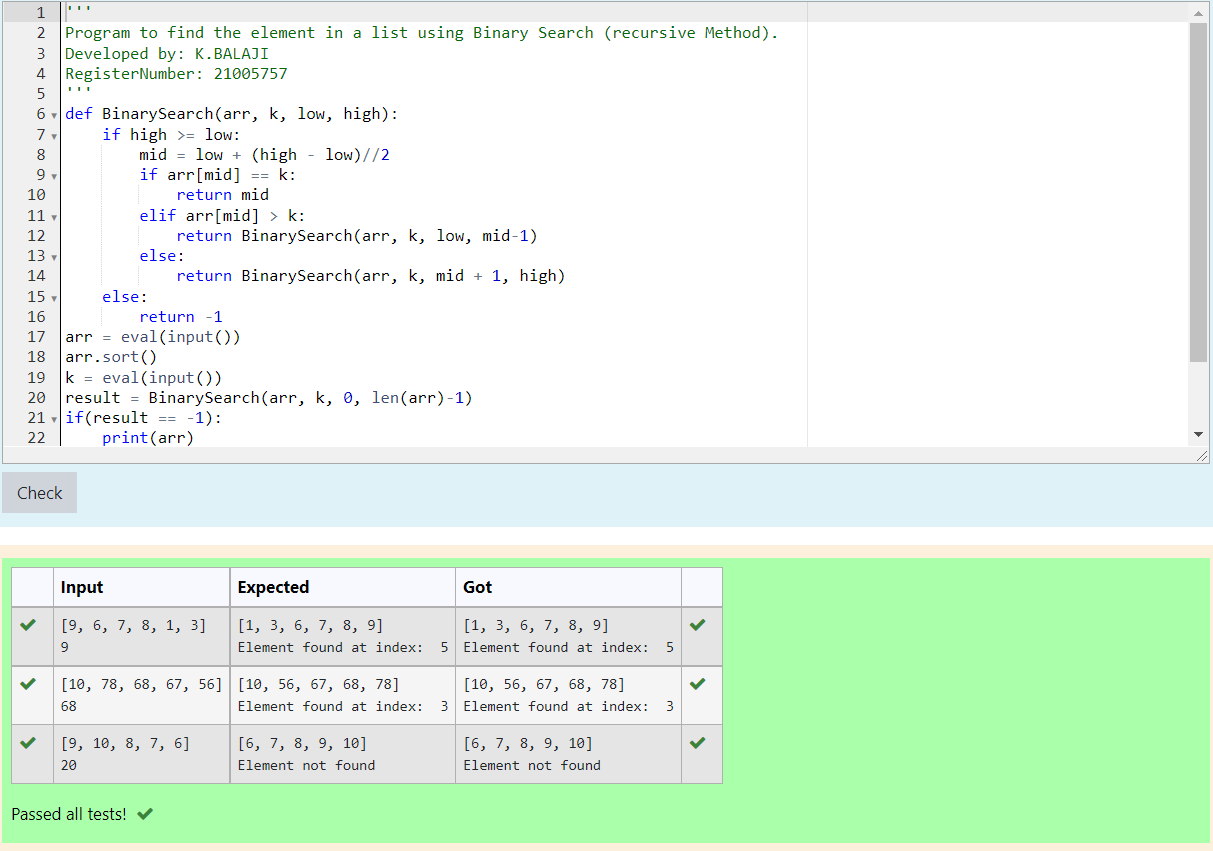 1 '''
2 Program to find the element in a list using Binary Search (recursive Method).
3 Developed by: K.BALAJI
4 RegisterNumber: 21005757
5 '''
6 def BinarySearch(arr, k, low, high):
7     if high >= low:
8         mid = low + (high - low)//2
9         if arr[mid] == k:
10             return mid
11         elif arr[mid] > k:
12             return BinarySearch(arr, k, low, mid-1)
13         else:
14             return BinarySearch(arr, k, mid + 1, high)
15     else:
16         return -1
17 arr = eval(input())
18 arr.sort()
19 k = eval(input())
20 result = BinarySearch(arr, k, 0, len(arr)-1)
21 if(result == -1):
22     print(arr)
Check
Input Expected Got
[9, 6, 7, 8, 1, 3] [1, 3, 6, 7, 8, 9] [1, 3, 6, 7, 8, 9]
9 Element found at index:  5 Element found at index:  5
[10, 78, 68, 67, 56] [10, 56, 67, 68, 78] [10, 56, 67, 68, 78]
68 Element found at index:  3 Element found at index:  3
[9, 10, 8, 7, 6] [6, 7, 8, 9, 10] [6, 7, 8, 9, 10]
20 Element not found Element not found
Passed all tests!